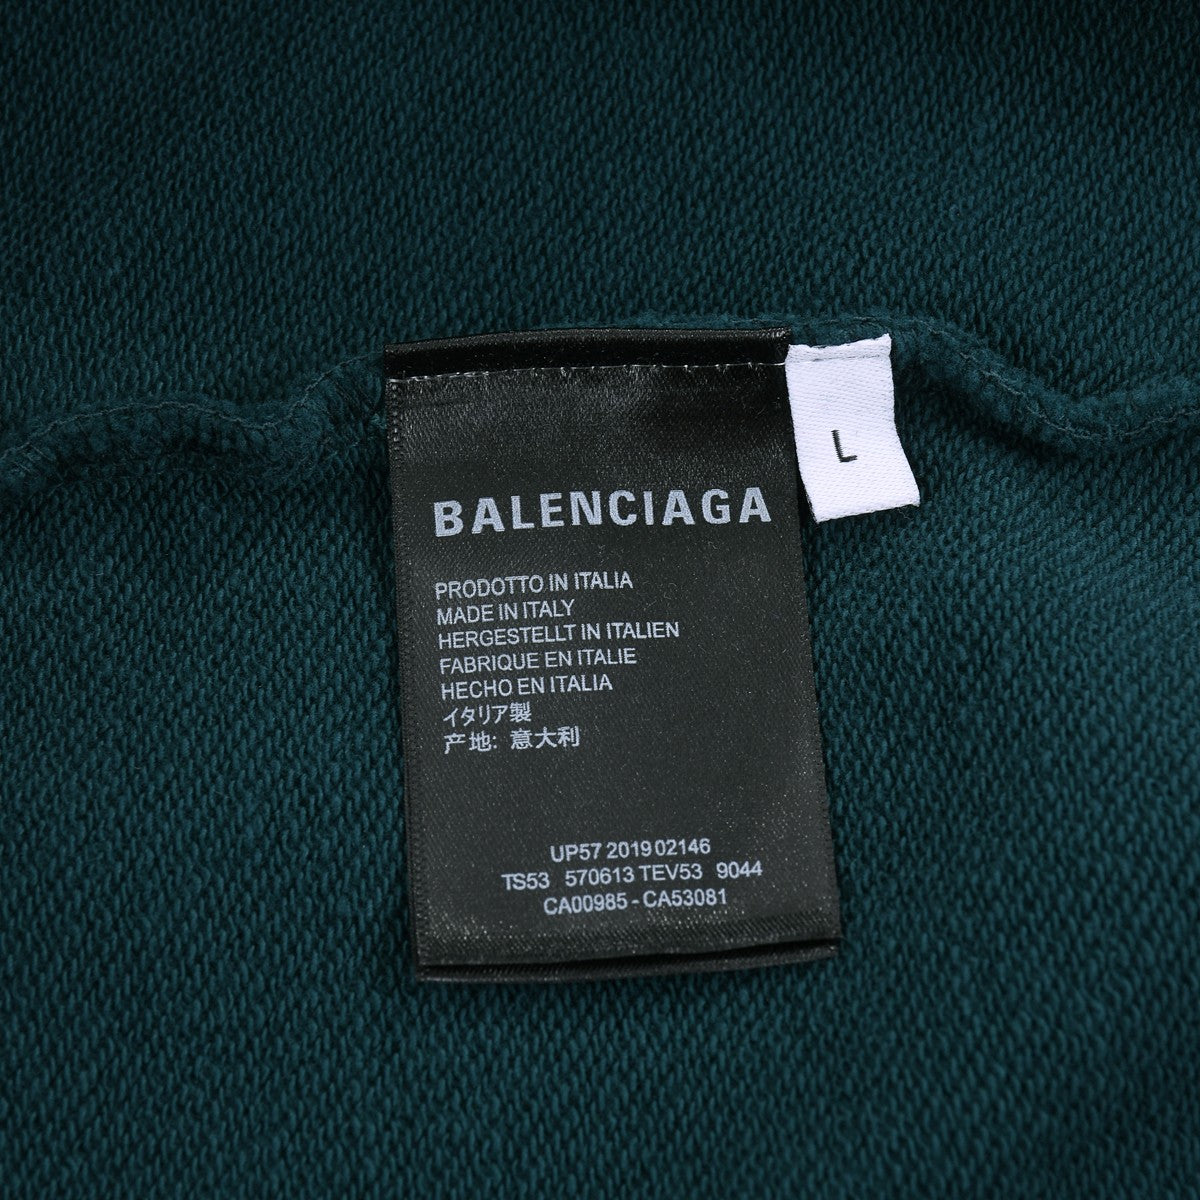 BALENCIAGA
L
PRODOTTO IN ITALIA
MADE IN ITALY
HERGESTELLT IN ITALIEN
FABRIQUE EN ITALIE
HECHO EN ITALIA
イタリア製
产地: 意大利
UP57 2019 02146
TS53 570613 TEV53 9044
CA00985 - CA53081